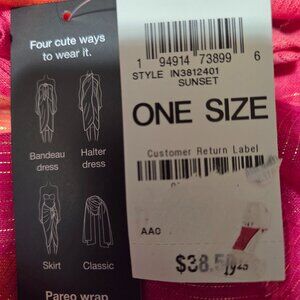 Four cute ways
to wear it.
Bandeau
dress
Halter
dress
Skirt
Classic
Pareo wrap
1 94914 73899 6
STYLE IN3812401
SUNSET
ONE SIZE
Customer Return Label
AAG
$38.50